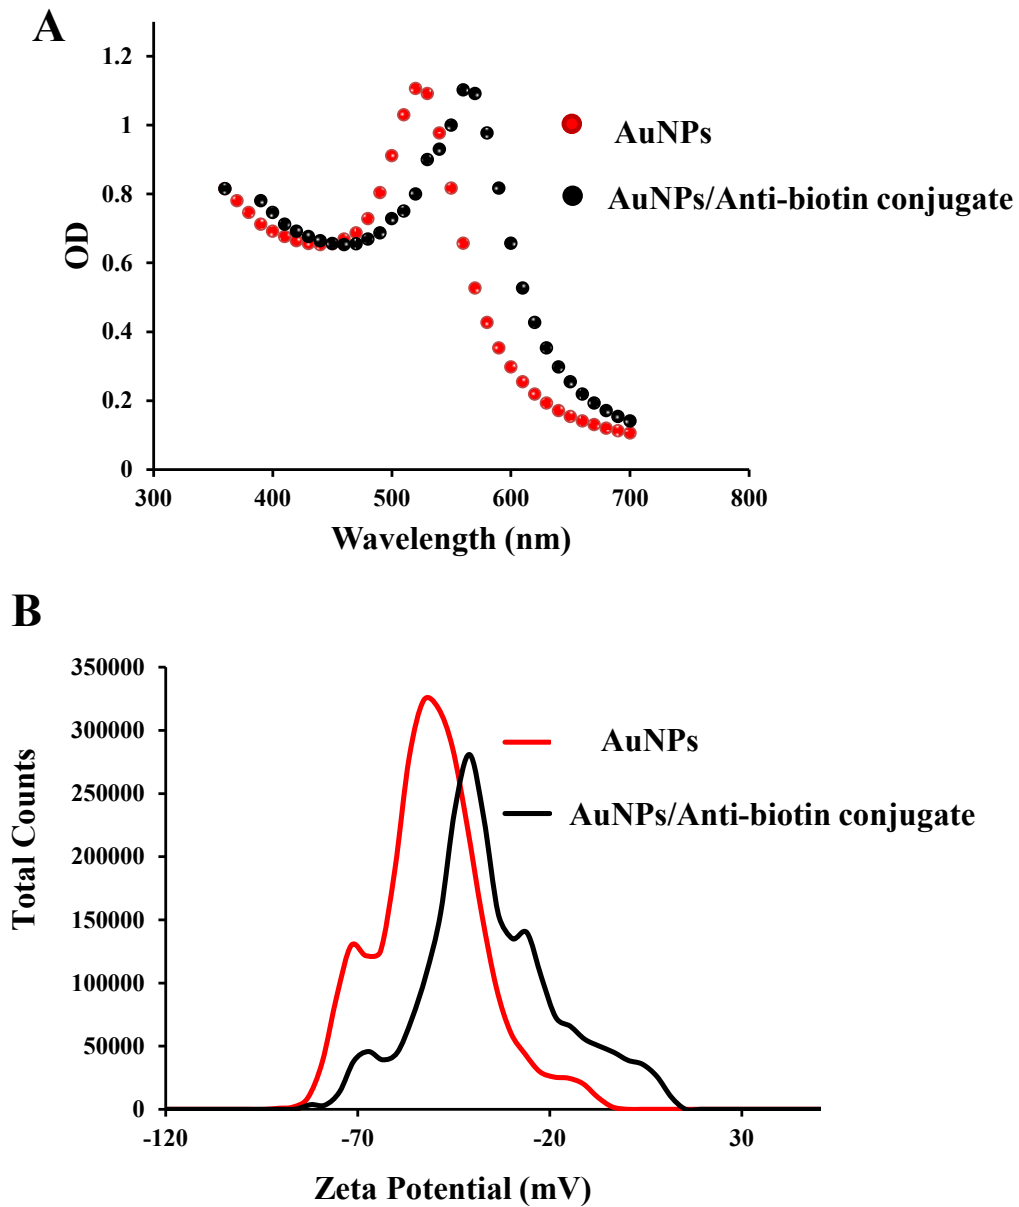 A
1.2
1
0.8
0.6
0.4
0.2
0
OD
300 400 500 600 700 800
Wavelength (nm)
AuNPs
AuNPs/Anti-biotin conjugate
B
350000
300000
250000
200000
150000
100000
50000
0
Total Counts
-120 -70 -20 30
Zeta Potential (mV)
AuNPs
AuNPs/Anti-biotin conjugate